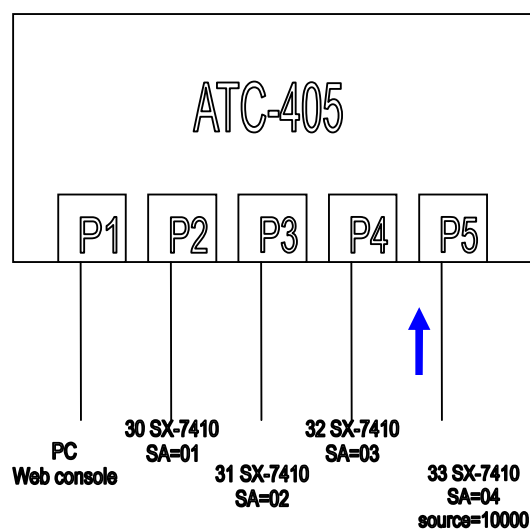 ATC-405
P1 P2 P3 P4 P5
PC
Web console
30 SX-7410
SA=01
31 SX-7410
SA=02
32 SX-7410
SA=03
33 SX-7410
SA=04
source=10000